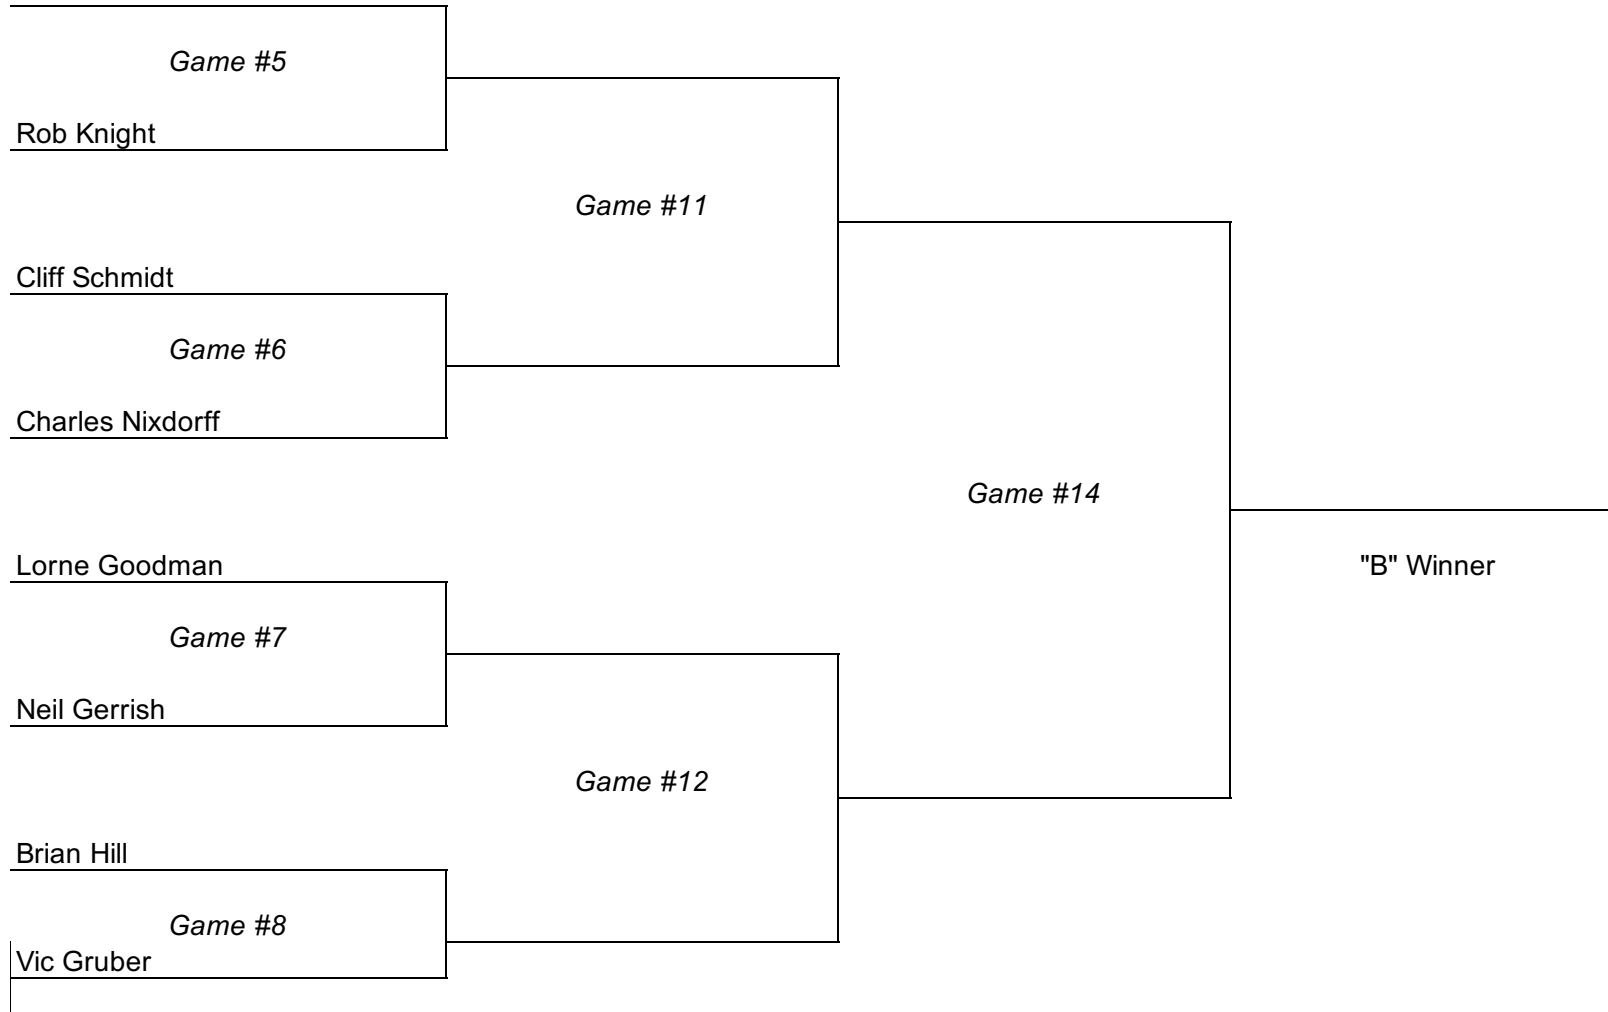 Game #5
Rob Knight
Game #11
Cliff Schmidt
Game #6
Charles Nixdorff
Game #14
Lorne Goodman
"B" Winner
Game #7
Neil Gerrish
Game #12
Brian Hill
Game #8
Vic Gruber